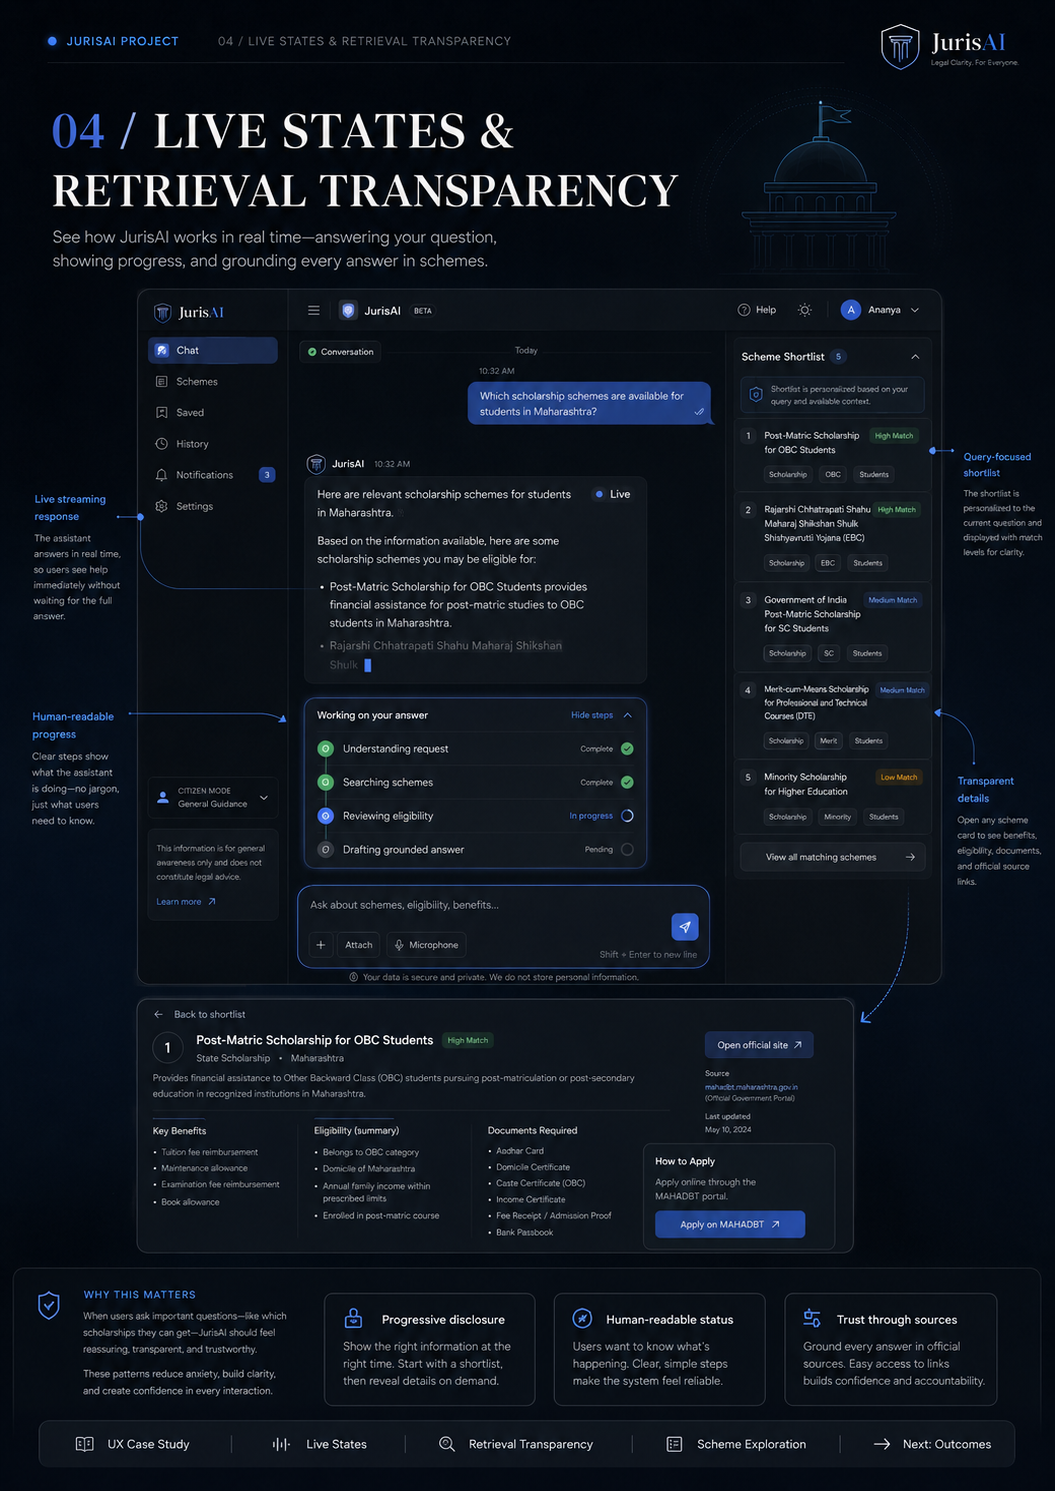 JURISAI PROJECT
04 / LIVE STATES & RETRIEVAL TRANSPARENCY
JurisAI
Legal Clarity. For Everyone.
04 / LIVE STATES &
RETRIEVAL TRANSPARENCY
See how JurisAI works in real time—answering your question,
showing progress, and grounding every answer in schemes.
JurisAI
Chat
Schemes
Saved
History
Notifications
3
Settings
CITIZEN MODE
General Guidance
This information is for general
awareness only and does not
constitute legal advice.
Learn more
JurisAI
BETA
Help
A
Ananya
Conversation
Today
10:32 AM
Which scholarship schemes are available for
students in Maharashtra?
JurisAI
10:32 AM
Here are relevant scholarship schemes for students
in Maharashtra.
Live
Based on the information available, here are some
scholarship schemes you may be eligible for:
• Post-Matric Scholarship for OBC Students provides
financial assistance for post-matric studies to OBC
students in Maharashtra.
• Rajarshi Chhatrapati Shahu Maharaj Shikshan
Shulk
Working on your answer
Hide steps
Understanding request
Complete
Searching schemes
Complete
Reviewing eligibility
In progress
Drafting grounded answer
Pending
Ask about schemes, eligibility, benefits...
+
Attach
Microphone
Shift + Enter to new line
Your data is secure and private. We do not store personal information.
Scheme Shortlist
5
Shortlist is personalized based on your
query and available context.
1
Post-Matric Scholarship
for OBC Students
High Match
Scholarship
OBC
Students
2
Rajarshi Chhatrapati Shahu
Maharaj Shikshan Shulk
Shishyavrutti Yojana (EBC)
High Match
Scholarship
EBC
Students
3
Government of India
Post-Matric Scholarship
for SC Students
Medium Match
Scholarship
SC
Students
4
Merit-cum-Means Scholarship
for Professional and Technical
Courses (DTE)
Medium Match
Scholarship
Merit
Students
5
Minority Scholarship
for Higher Education
Low Match
Scholarship
Minority
Students
View all matching schemes
Live streaming
response
The assistant
answers in real time,
so users see help
immediately without
waiting for the full
answer.
Human-readable
progress
Clear steps show
what the assistant
is doing—no jargon,
just what users
need to know.
Query-focused
shortlist
The shortlist is
personalized to the
current question and
displayed with match
levels for clarity.
Transparent
details
Open any scheme
card to see benefits,
eligibility, documents,
and official source
links.
Back to shortlist
1
Post-Matric Scholarship for OBC Students
High Match
State Scholarship • Maharashtra
Provides financial assistance to Other Backward Class (OBC) students pursuing post-matriculation or post-secondary
education in recognized institutions in Maharashtra.
Key Benefits
• Tuition fee reimbursement
• Maintenance allowance
• Examination fee reimbursement
• Book allowance
Eligibility (summary)
• Belongs to OBC category
• Domicile of Maharashtra
• Annual family income within
prescribed limits
• Enrolled in post-matric course
Documents Required
• Aadhar Card
• Domicile Certificate
• Caste Certificate (OBC)
• Income Certificate
• Fee Receipt / Admission Proof
• Bank Passbook
Open official site
Source
mahadbt.maharashtra.gov.in
(Official Government Portal)
Last updated
May 10, 2024
How to Apply
Apply online through the
MAHADBT portal.
Apply on MAHADBT
WHY THIS MATTERS
When users ask important questions—like which
scholarships they can get—JurisAI should feel
reassuring, transparent, and trustworthy.
These patterns reduce anxiety, build clarity,
and create confidence in every interaction.
Progressive disclosure
Show the right information at the
right time. Start with a shortlist,
then reveal details on demand.
Human-readable status
Users want to know what's
happening. Clear, simple steps
make the system feel reliable.
Trust through sources
Ground every answer in official
sources. Easy access to links
builds confidence and accountability.
UX Case Study
Live States
Retrieval Transparency
Scheme Exploration
Next: Outcomes